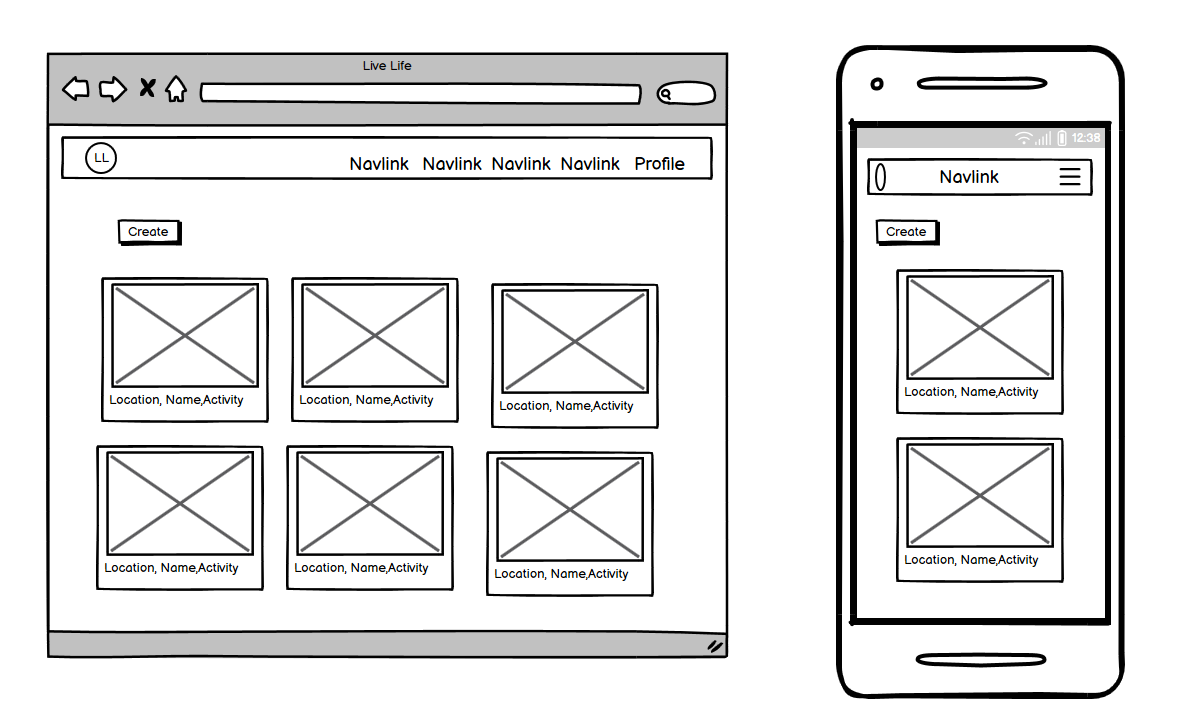 Live Life
LL
Navlink Navlink Navlink Navlink Profile
Create
Location, Name,Activity
Location, Name,Activity
Location, Name,Activity
Location, Name,Activity
Location, Name,Activity
Location, Name,Activity
12:38
Navlink
Create
Location, Name,Activity
Location, Name,Activity